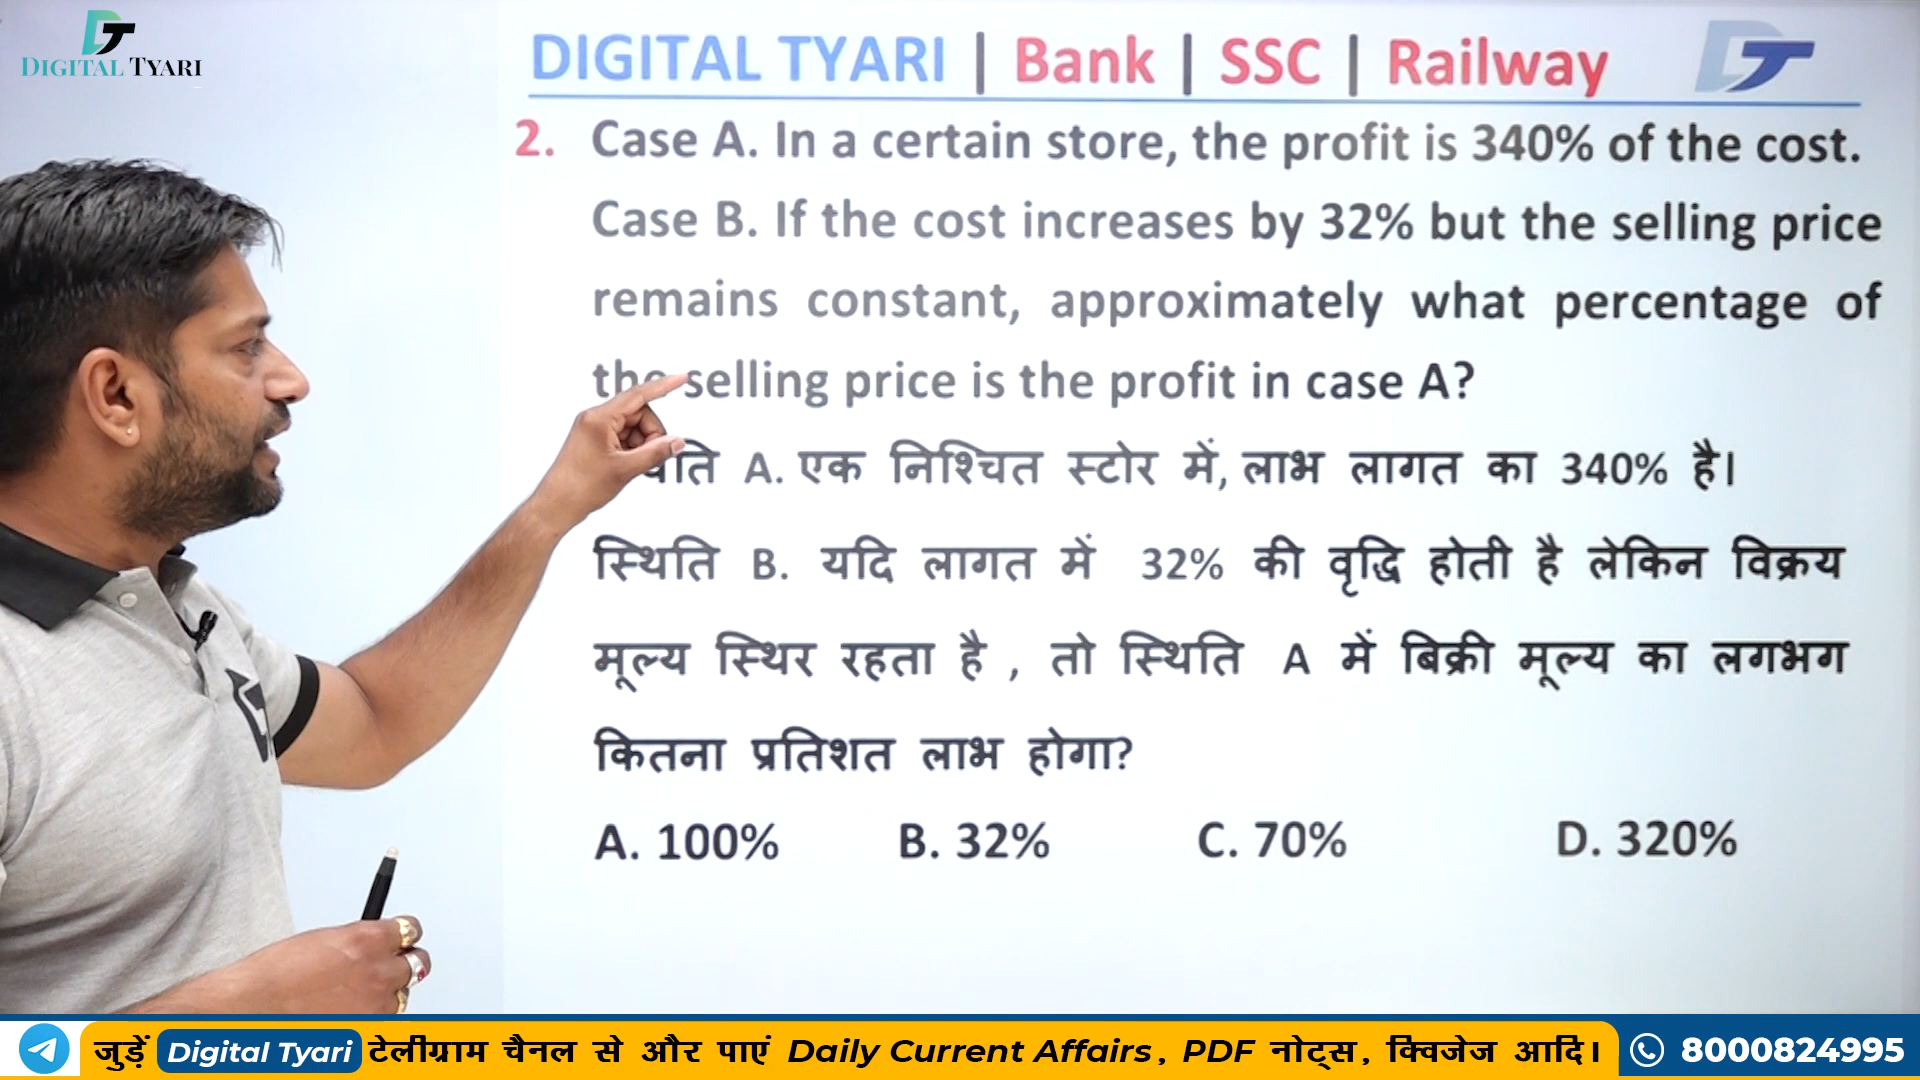 DIGITAL TYARI
DIGITAL TYARI | Bank | SSC | Railway
2. Case A. In a certain store, the profit is 340% of the cost.
Case B. If the cost increases by 32% but the selling price
remains constant, approximately what percentage of
the selling price is the profit in case A?
A. एक निश्चित स्टोर में, लाभ लागत का 340% है।
स्थिति B. यदि लागत में 32% की वृद्धि होती है लेकिन विक्रय
मूल्य स्थिर रहता है , तो स्थिति A में बिक्री मूल्य का लगभग
कितना प्रतिशत लाभ होगा?
A. 100% B. 32% C. 70% D. 320%
जुड़ें Digital Tyari टेलीग्राम चैनल से और पाएं Daily Current Affairs, PDF नोट्स, क्विजेज आदि। 8000824995